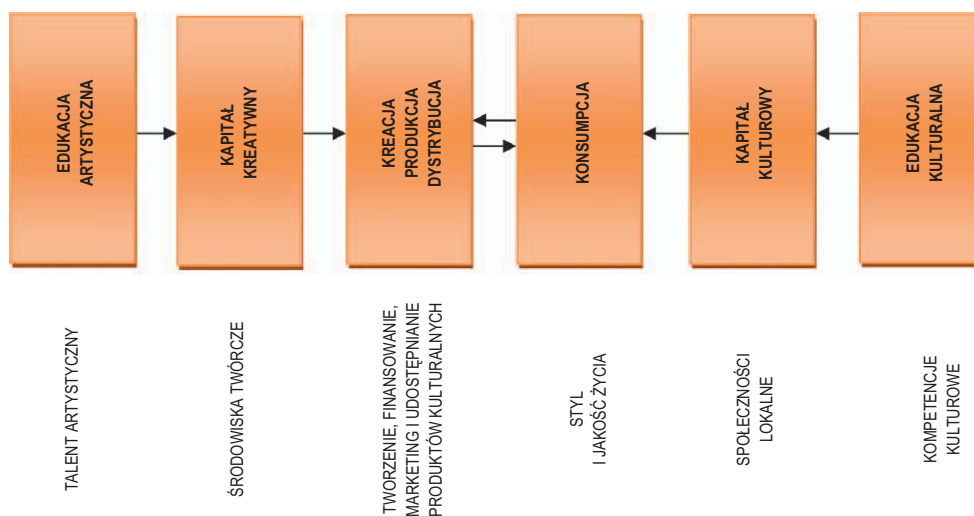 EDUKACJA
ARTYSTYCZNA
KAPITAŁ
KREATYWNY
KREACJA
PRODUKCJA
DYSTRYBUCJA
KONSUMPCJA
KAPITAŁ
KULTUROWY
EDUKACJA
KULTURALNA
TALENT ARTYSTYCZNY
ŚRODOWISKA TWÓRCZE
TWORZENIE, FINANSOWANIE,
MARKETING I UDOSTĘPNIANIE
PRODUKTÓW KULTURALNYCH
STYL
I JAKOŚĆ ŻYCIA
SPOŁECZNOŚCI
LOKALNE
KOMPETENCJE
KULTUROWE